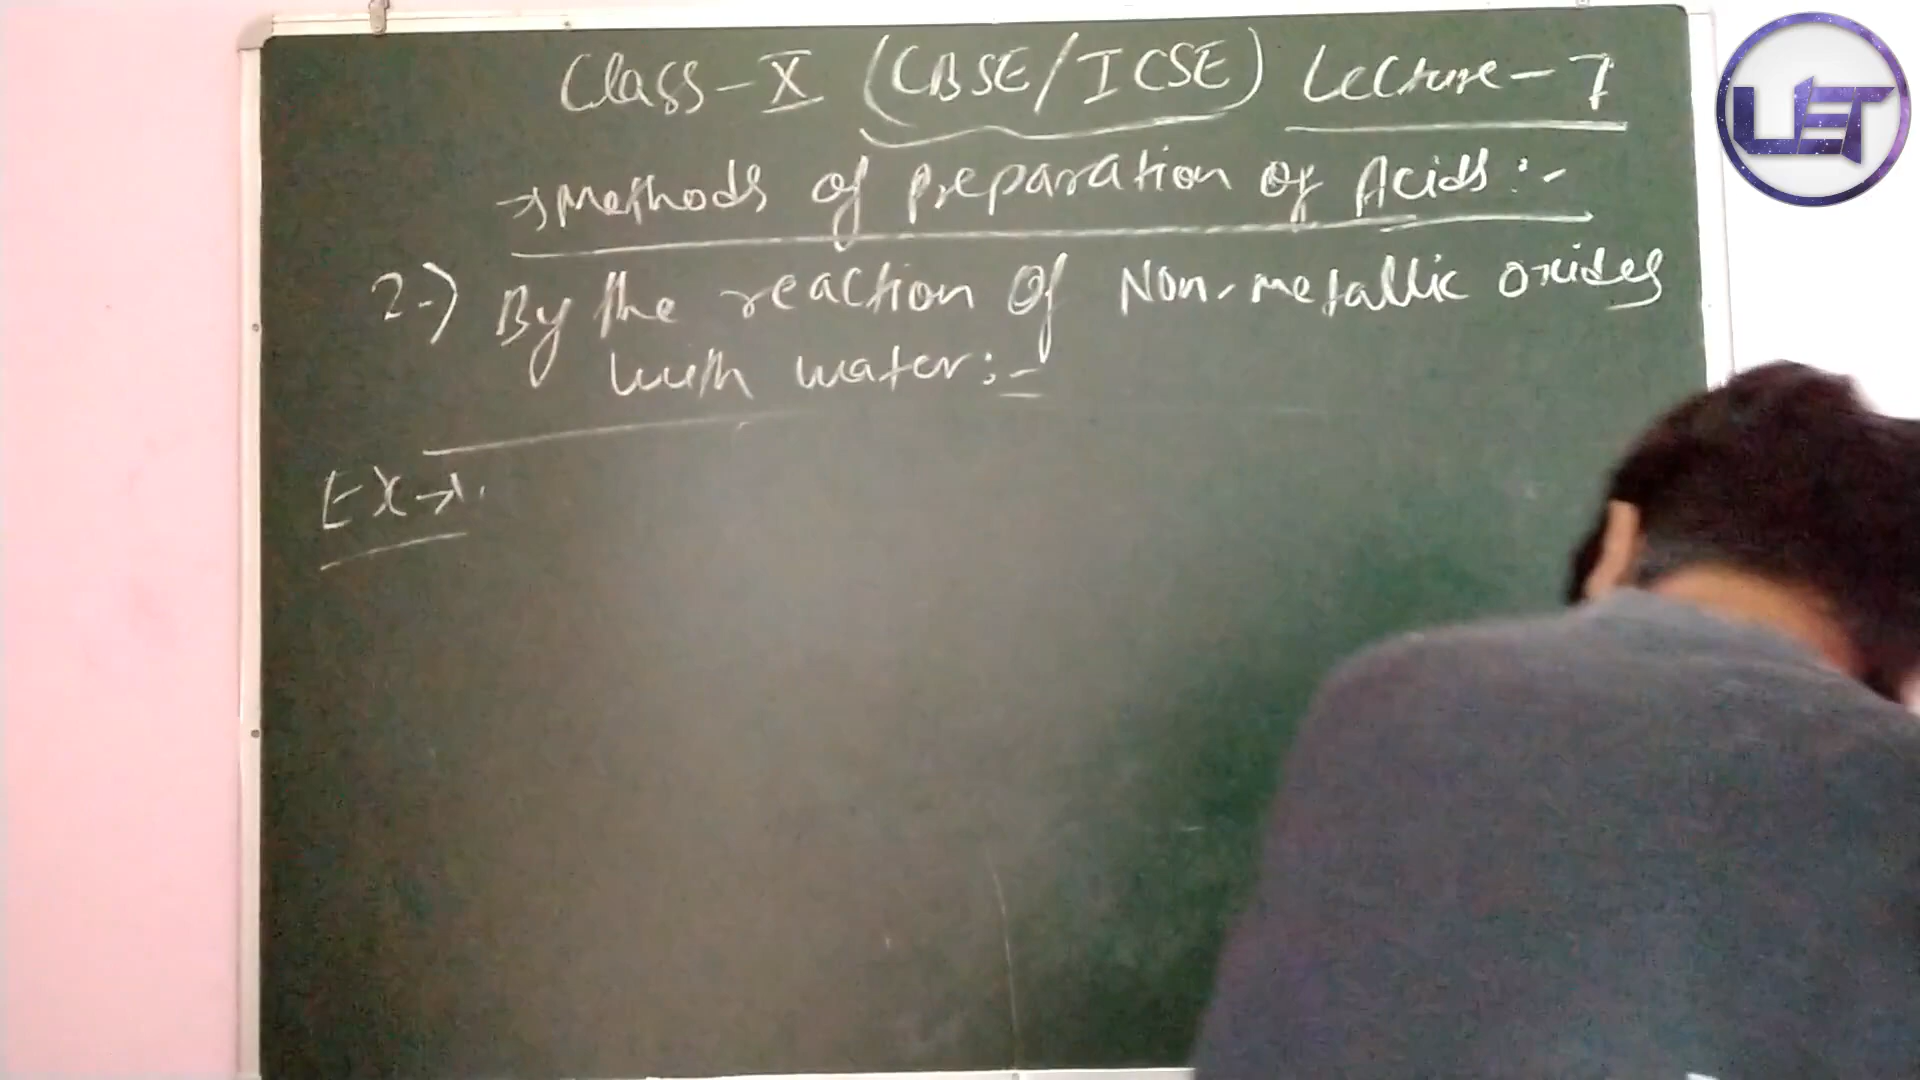 Class-X (CBSE/ICSE) Lecture-7
UET
→ Methods of preparation of Acids :-
2-) By the reaction of Non-metallic oxides
with water :-
EX →